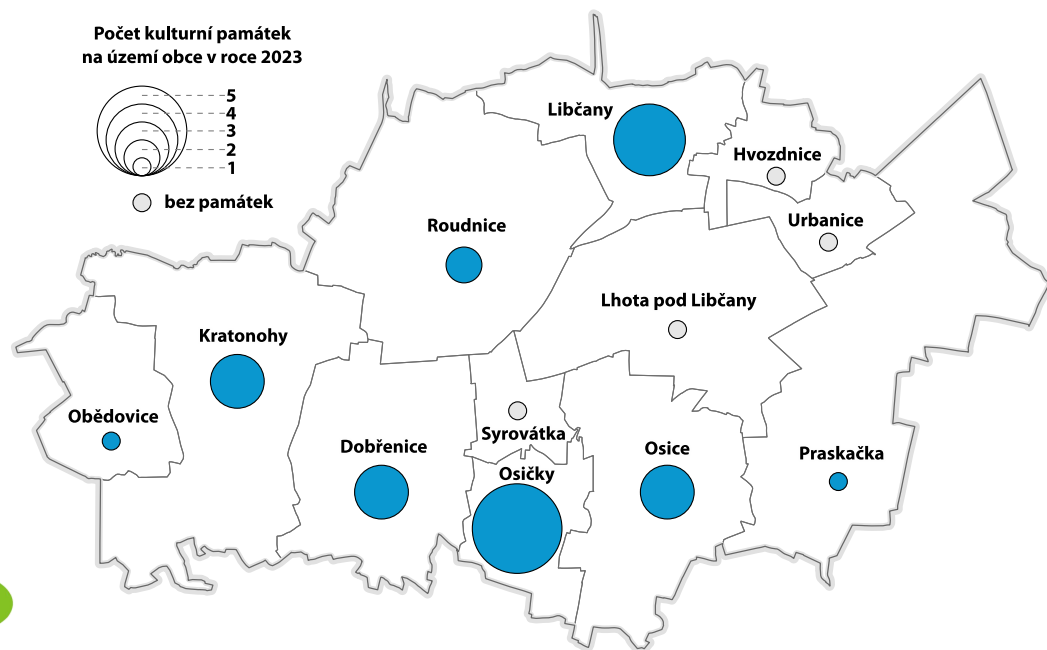 Počet kulturní památek
na území obce v roce 2023
5
4
3
2
1
bez památek
Libčany
Hvozdnice
Urbanice
Roudnice
Lhota pod Libčany
Kratonohy
Obědovice
Dobřenice
Syrovátka
Osičky
Osice
Praskačka